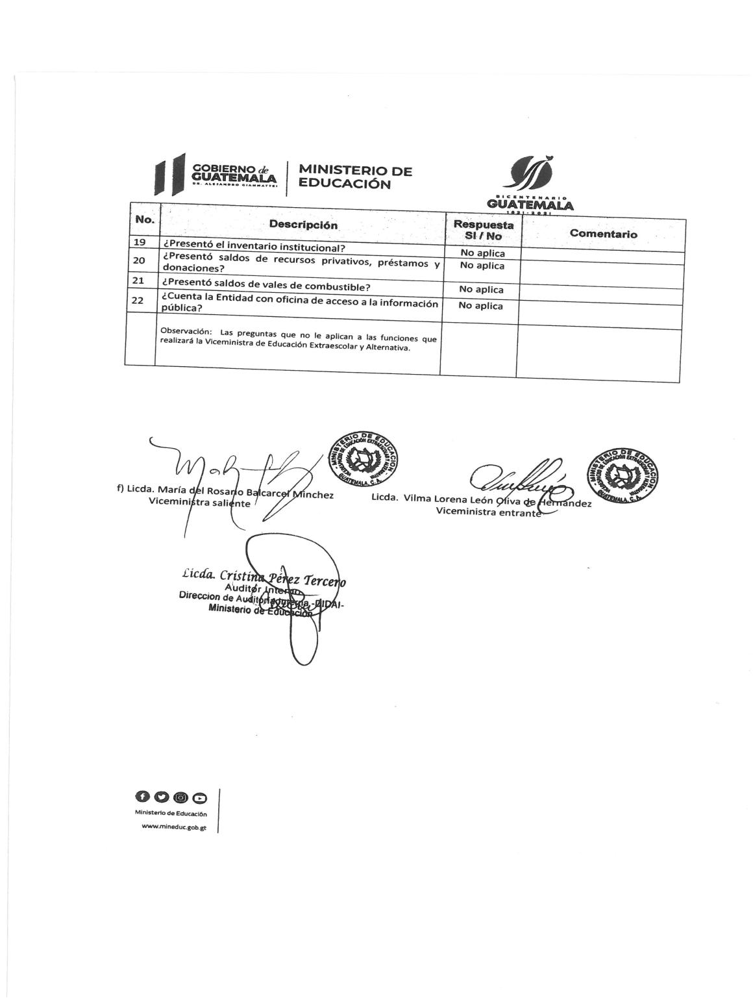 GOBIERNO de
GUATEMALA
DR. ALEJANDRO GIAMMATTEI
MINISTERIO DE
EDUCACIÓN
BICENTENARIO
GUATEMALA
1821-2021
No. Descripción Respuesta SI / No Comentario
19 ¿Presentó el inventario institucional? No aplica
20 ¿Presentó saldos de recursos privativos, préstamos y No aplica
donaciones?
21 ¿Presentó saldos de vales de combustible? No aplica
22 ¿Cuenta la Entidad con oficina de acceso a la información No aplica
pública?
Observación: Las preguntas que no le aplican a las funciones que
realizará la Viceministra de Educación Extraescolar y Alternativa.
MINISTERIO DE EDUCACIÓN
GUATEMALA, C. A.
f) Licda. María del Rosario Balcarcel Minchez
Viceministra saliente
MINISTERIO DE EDUCACIÓN
GUATEMALA, C. A.
Licda. Vilma Lorena León Oliva de Hernández
Viceministra entrante
Licda. Cristina Pérez Tercero
Auditor Interno
Direccion de Auditoria Interna -DIDAI-
Ministerio de Educación
Ministerio de Educación
www.mineduc.gob.gt